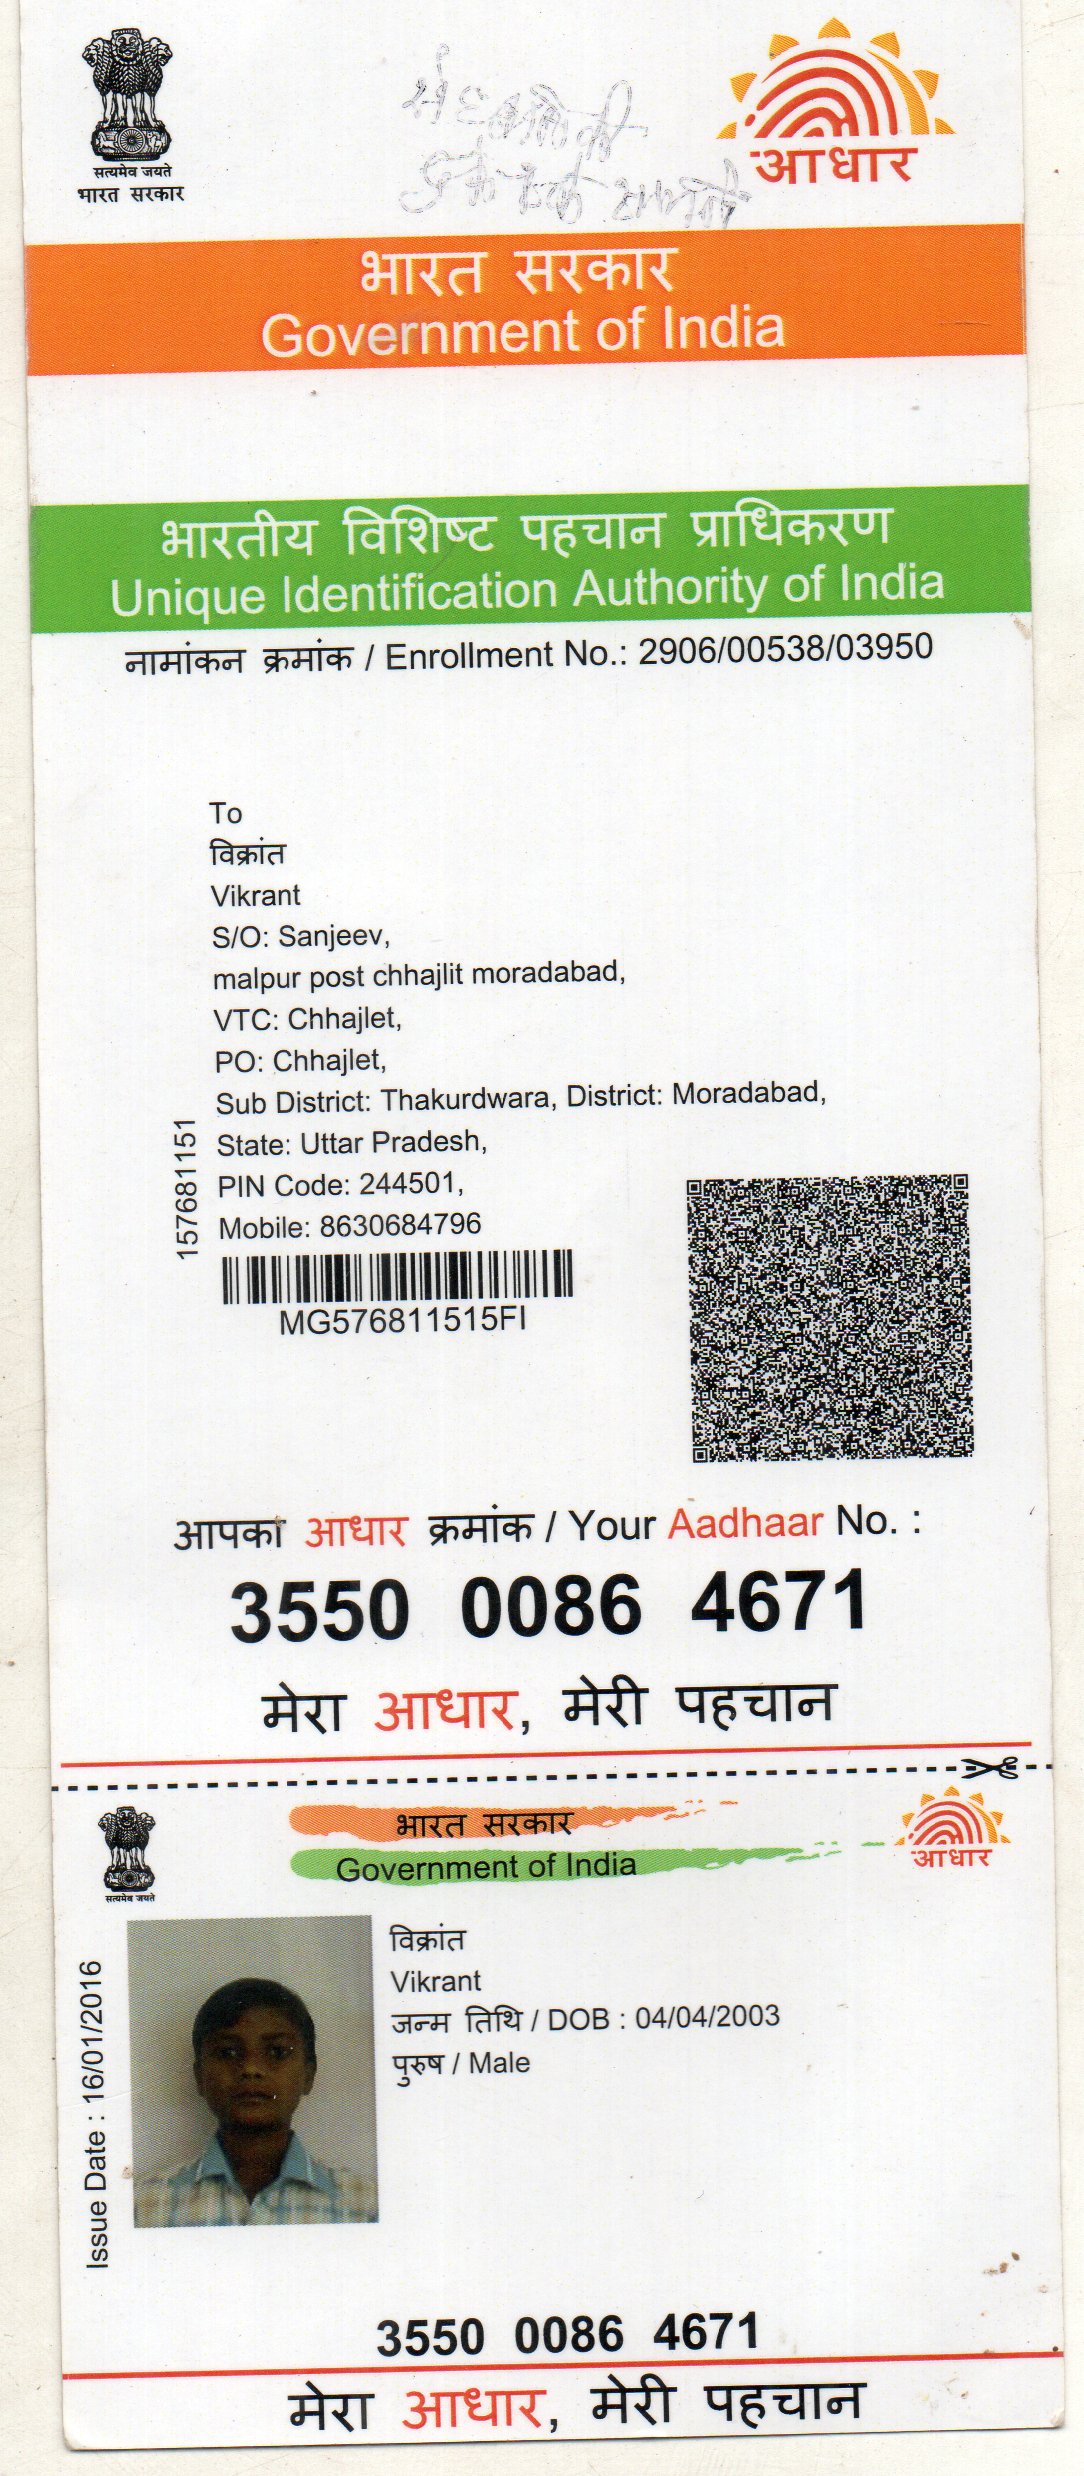 सत्यमेव जयते
भारत सरकार
आधार
भारत सरकार
Government of India
भारतीय विशिष्ट पहचान प्राधिकरण
Unique Identification Authority of India
नामांकन क्रमांक / Enrollment No.: 2906/00538/03950
To
विक्रांत
Vikrant
S/O: Sanjeev,
malpur post chhajlit moradabad,
VTC: Chhajlet,
PO: Chhajlet,
Sub District: Thakurdwara, District: Moradabad,
State: Uttar Pradesh,
PIN Code: 244501,
Mobile: 8630684796
157681151
MG576811515FI
आपका आधार क्रमांक / Your Aadhaar No. :
3550 0086 4671
मेरा आधार, मेरी पहचान
सत्यमेव जयते
भारत सरकार
Government of India
आधार
Issue Date : 16/01/2016
विक्रांत
Vikrant
जन्म तिथि / DOB : 04/04/2003
पुरुष / Male
3550 0086 4671
मेरा आधार, मेरी पहचान